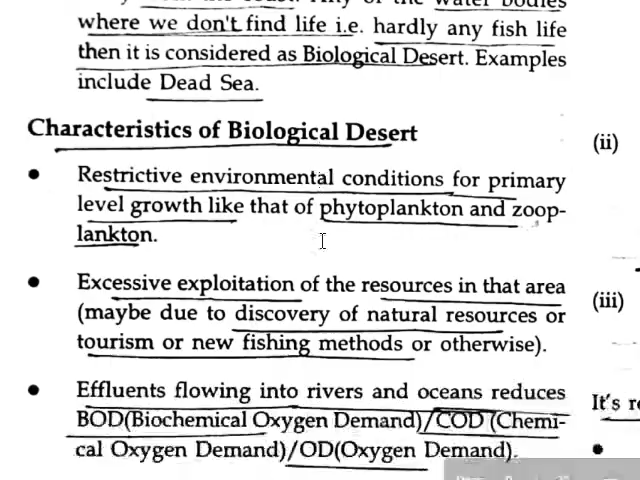 where we don't find life i.e. hardly any fish life
then it is considered as Biological Desert. Examples
include Dead Sea.
Characteristics of Biological Desert
(ii)
• Restrictive environmental conditions for primary
level growth like that of phytoplankton and zoop-
lankton.
• Excessive exploitation of the resources in that area
(maybe due to discovery of natural resources or
tourism or new fishing methods or otherwise).
(iii)
• Effluents flowing into rivers and oceans reduces
BOD(Biochemical Oxygen Demand)/COD (Chemi-
cal Oxygen Demand)/OD(Oxygen Demand).
It's
•